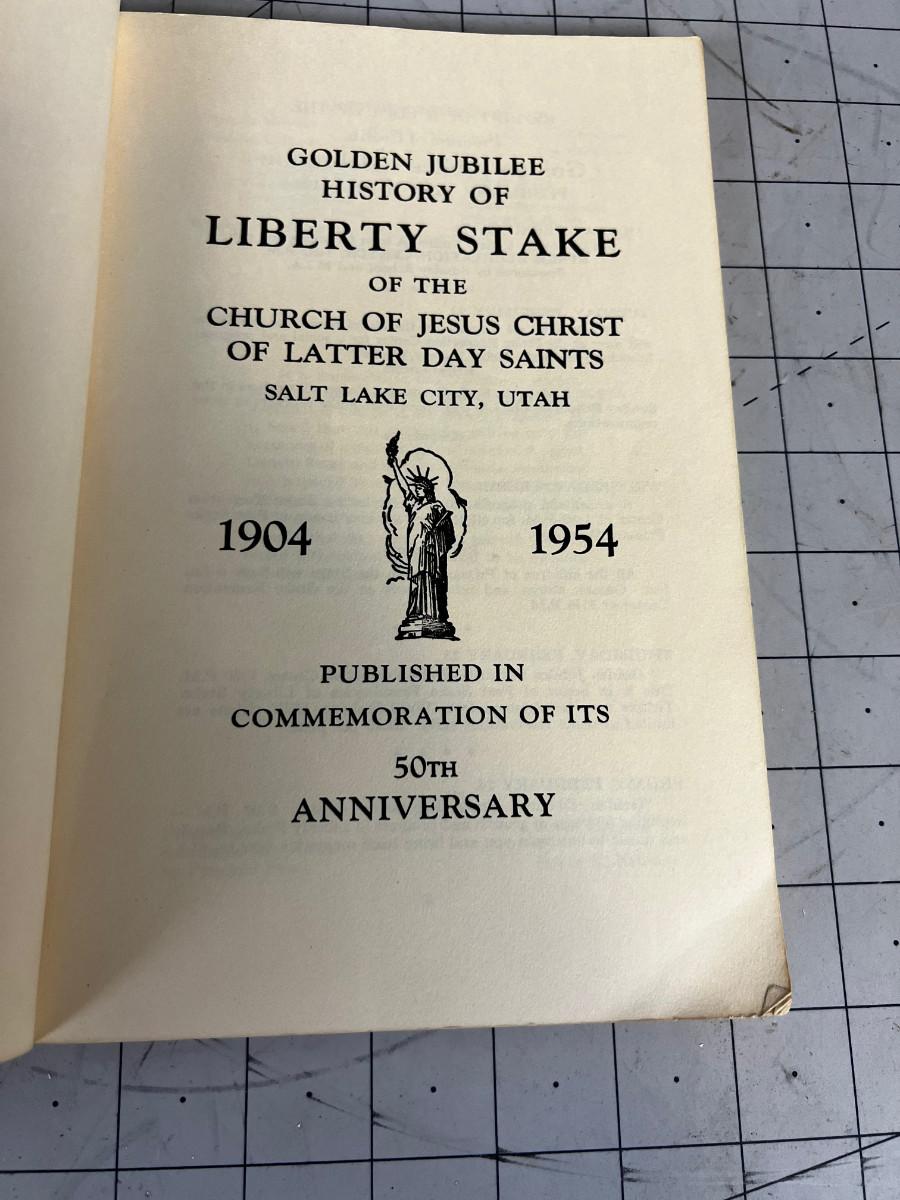 GOLDEN JUBILEE
HISTORY OF
LIBERTY STAKE
OF THE
CHURCH OF JESUS CHRIST
OF LATTER DAY SAINTS
SALT LAKE CITY, UTAH
1904 1954
PUBLISHED IN
COMMEMORATION OF ITS
50TH
ANNIVERSARY